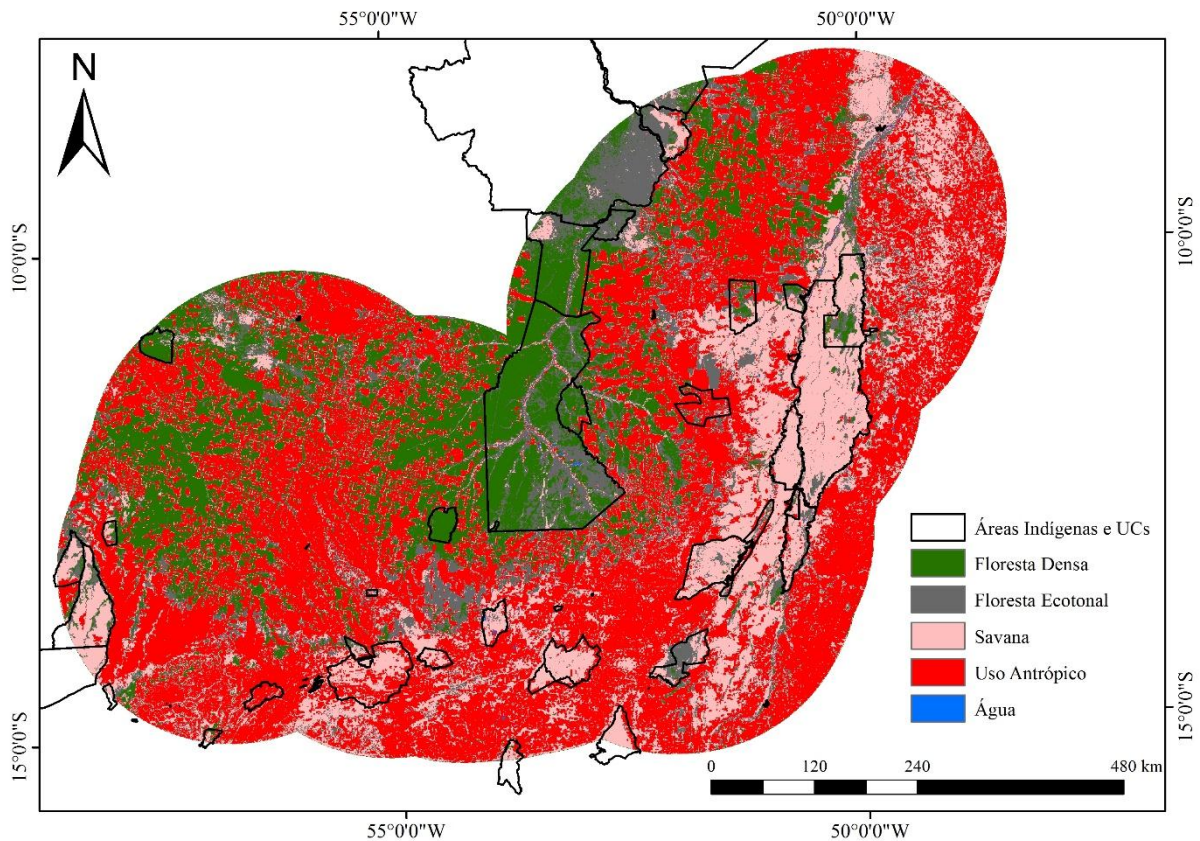 55°0'0"W
50°0'0"W
N
10°0'0"S
10°0'0"S
Áreas Indígenas e UCs
Floresta Densa
Floresta Ecotonal
Savana
Uso Antrópico
Água
15°0'0"S
15°0'0"S
0 120 240 480 km
55°0'0"W
50°0'0"W